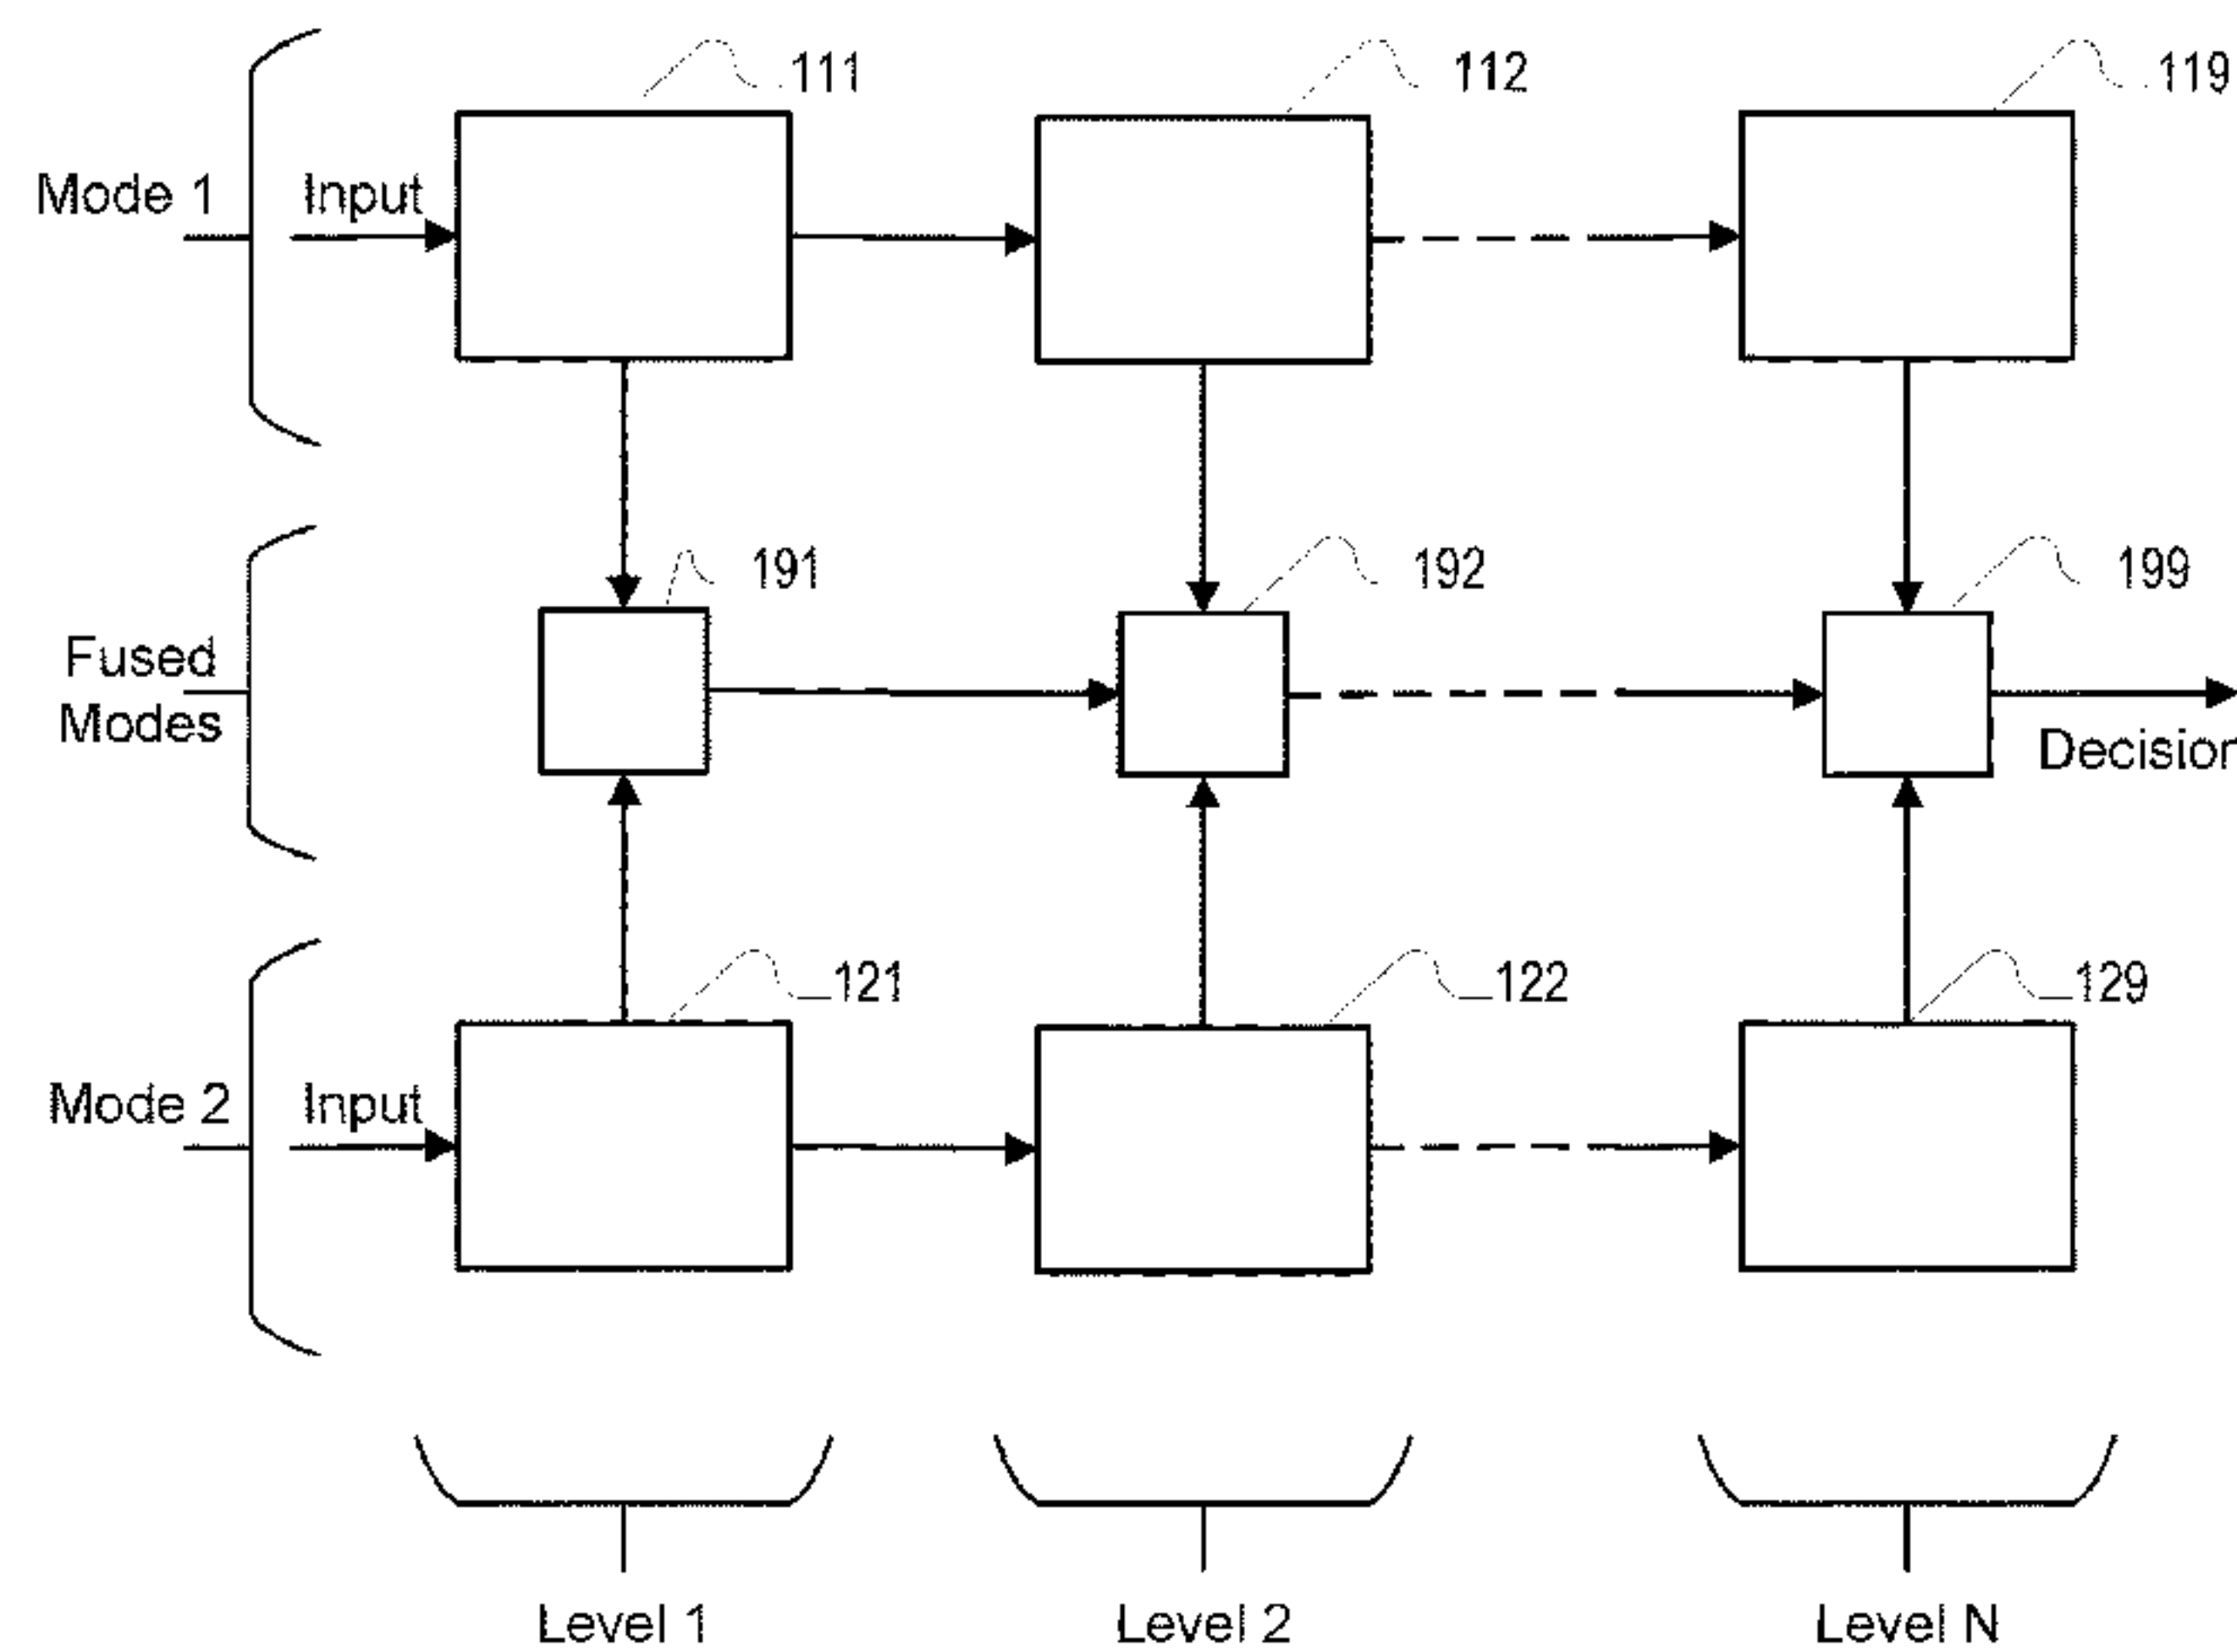 111
112
119
Mode 1
Input
191
192
199
Fused
Modes
Decision
121
122
129
Mode 2
Input
Level 1
Level 2
Level N